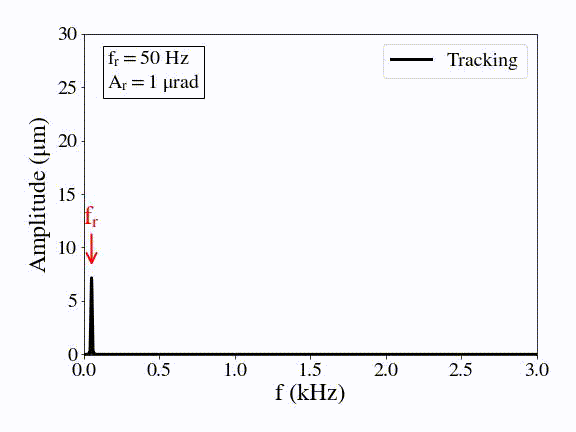 f_r = 50 Hz
A_r = 1 μrad
Tracking
Amplitude (μm)
30
25
20
15
10
5
0
f_r
0.0 0.5 1.0 1.5 2.0 2.5 3.0
f (kHz)